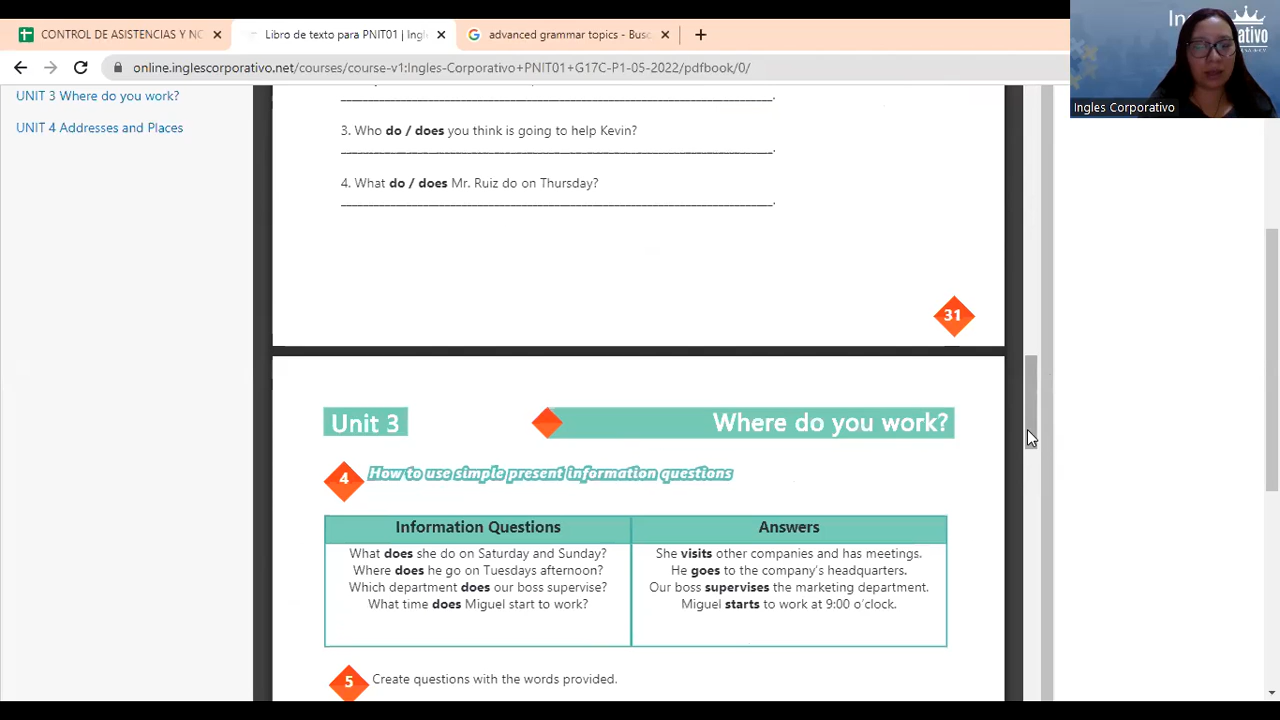 CONTROL DE ASISTENCIAS Y NO
Libro de texto para PNIT01 | Ingle
advanced grammar topics - Busc
online.inglescorporativo.net/courses/course-v1:Ingles-Corporativo+PNIT01+G17C-P1-05-2022/pdfbook/0/
Ingles Corporativo
UNIT 3 Where do you work?
UNIT 4 Addresses and Places
3. Who do / does you think is going to help Kevin?
4. What do / does Mr. Ruiz do on Thursday?
31
Unit 3
Where do you work?
4 How to use simple present information questions
Information Questions
What does she do on Saturday and Sunday?
Where does he go on Tuesdays afternoon?
Which department does our boss supervise?
What time does Miguel start to work?
Answers
She visits other companies and has meetings.
He goes to the company's headquarters.
Our boss supervises the marketing department.
Miguel starts to work at 9:00 o'clock.
5 Create questions with the words provided.